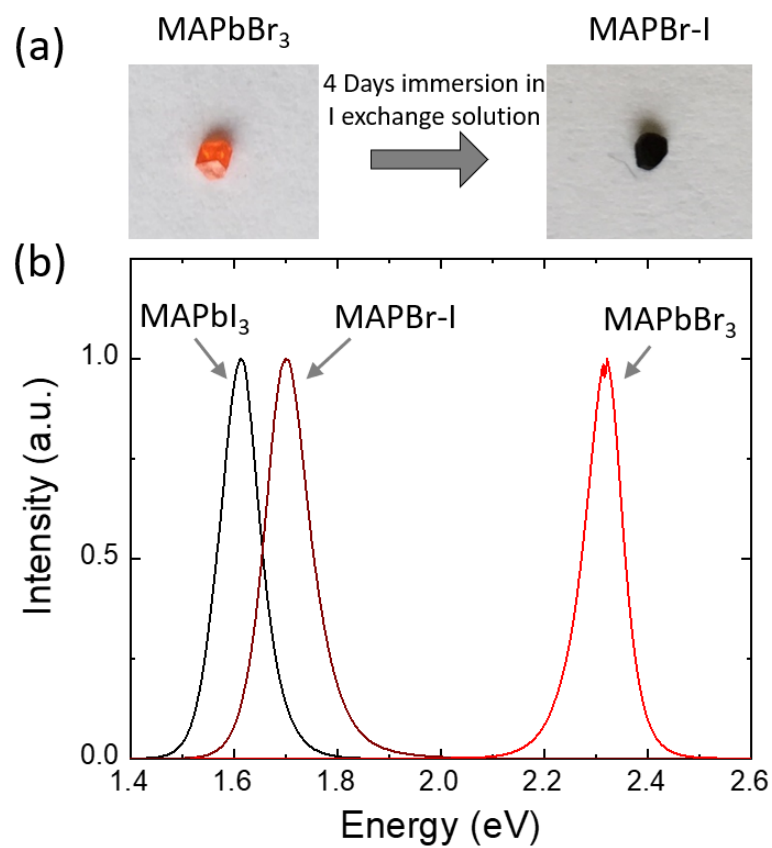 (a)
MAPbBr₃
MAPBr-I
4 Days immersion in
I exchange solution
(b)
MAPbI₃
MAPBr-I
MAPbBr₃
1.0
0.5
0.0
Intensity (a.u.)
1.4 1.6 1.8 2.0 2.2 2.4 2.6
Energy (eV)